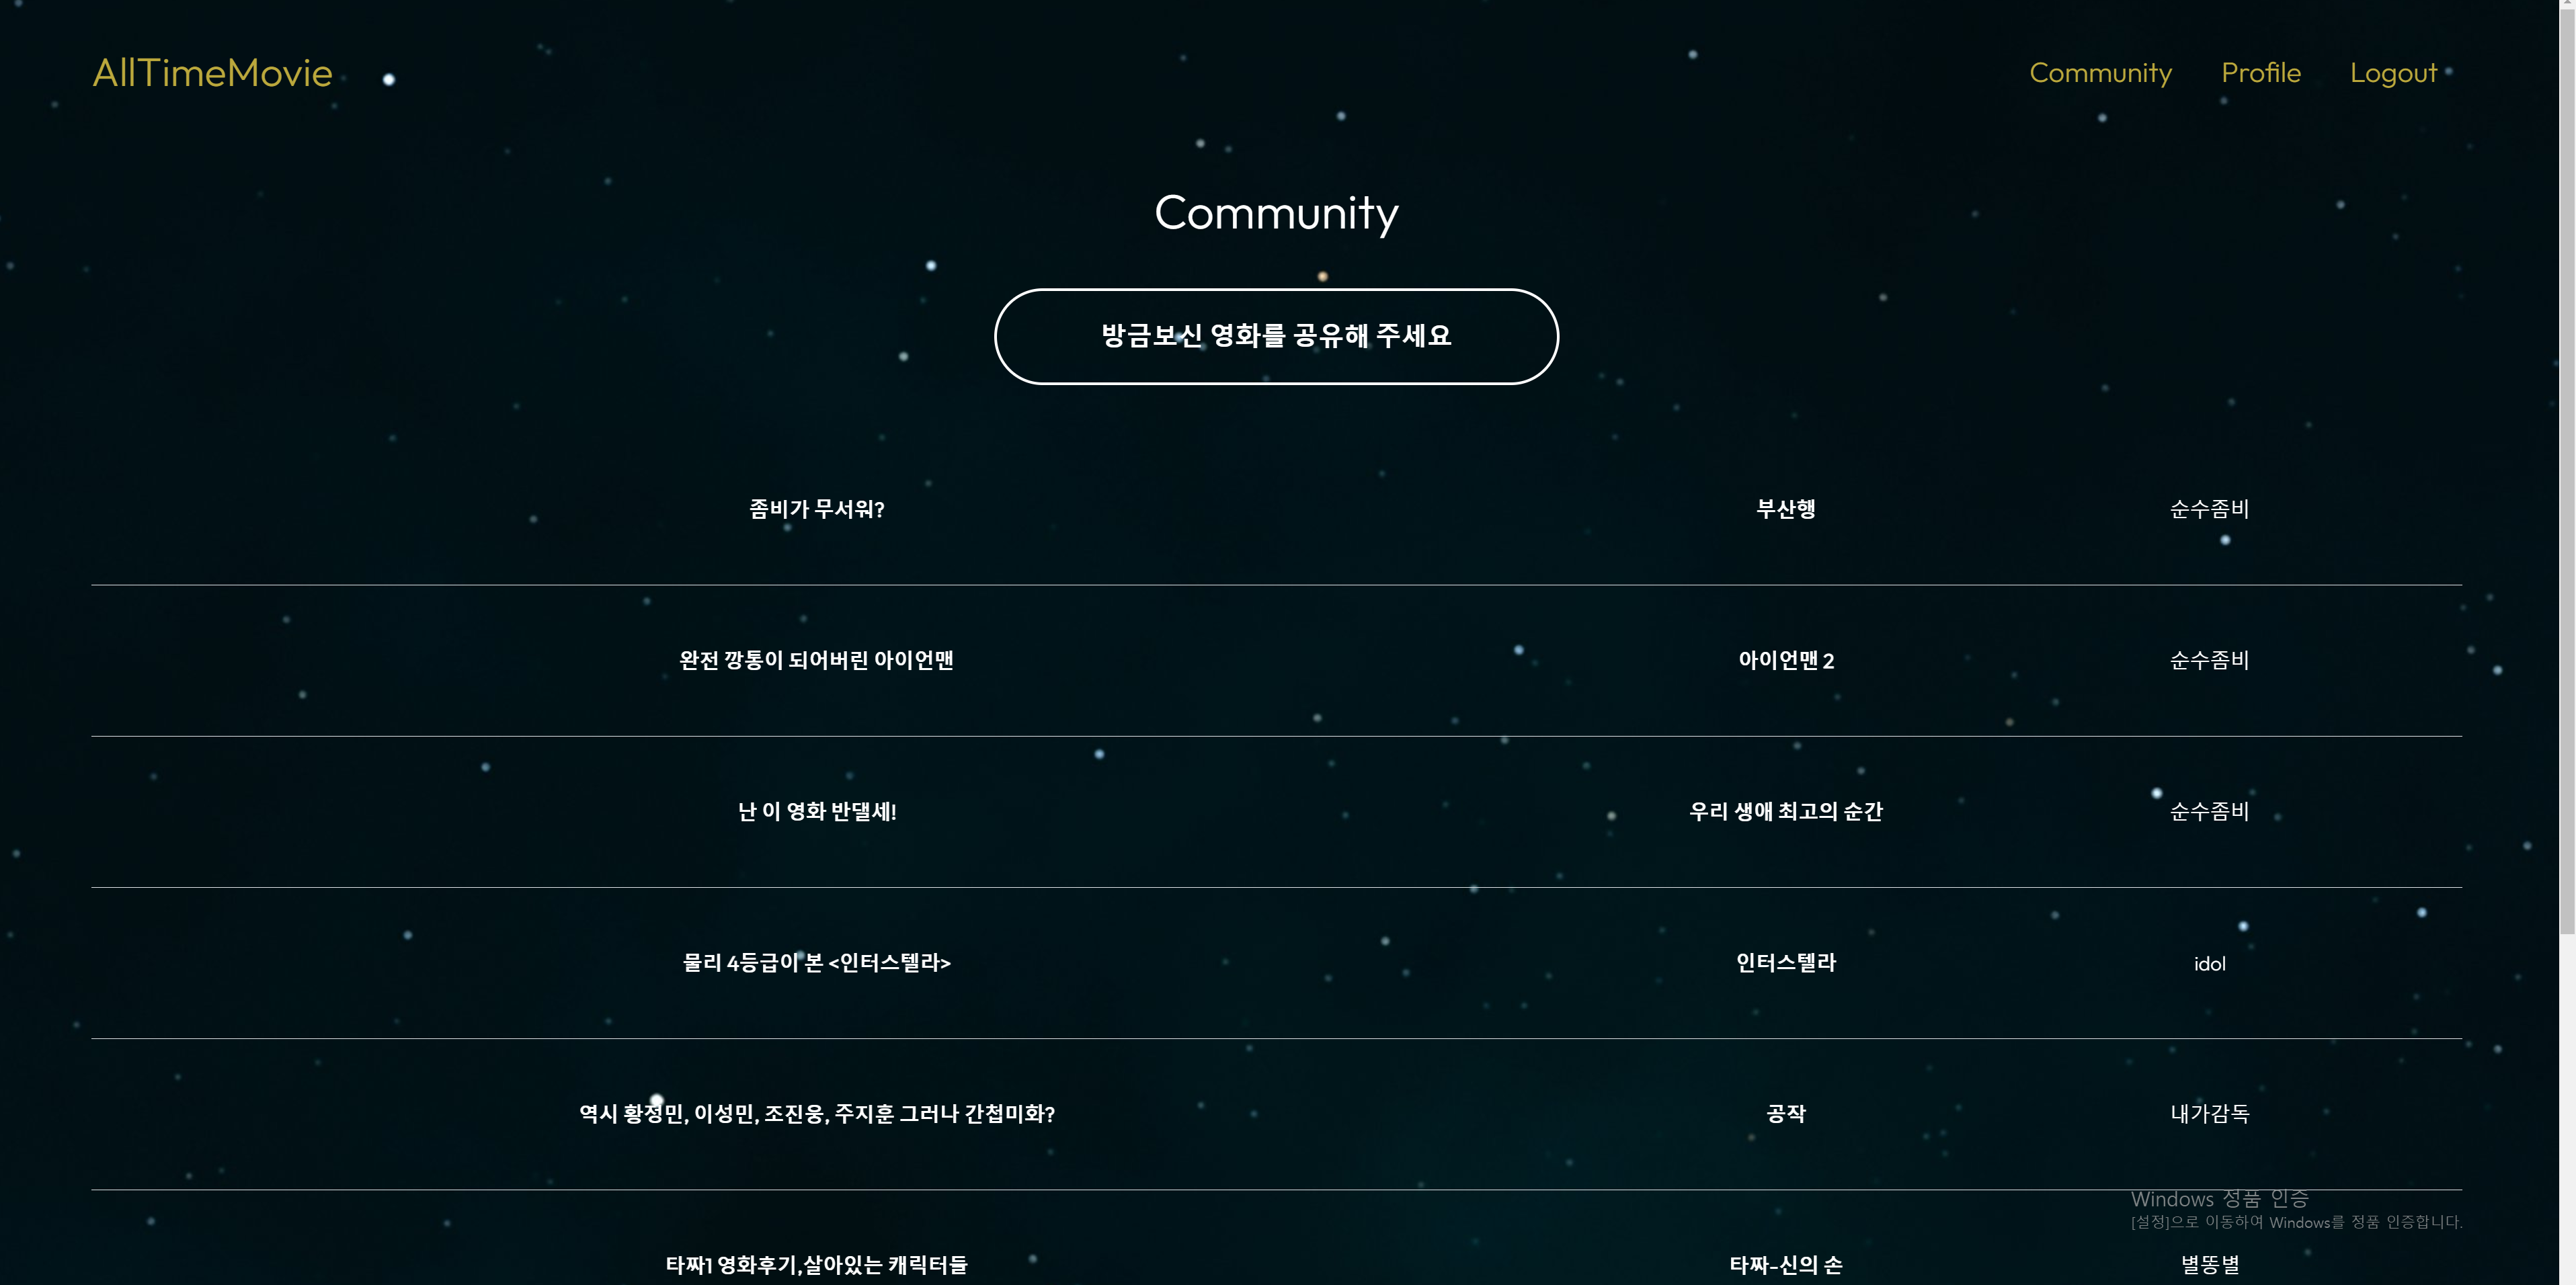 AllTimeMovie Community Profile Logout
Community
방금보신 영화를 공유해 주세요
좀비가 무서워? 부산행 순수좀비
완전 깡통이 되어버린 아이언맨 아이언맨 2 순수좀비
난 이 영화 반댈세! 우리 생애 최고의 순간 순수좀비
물리 4등급이 본 <인터스텔라> 인터스텔라 idol
역시 황정민, 이성민, 조진웅, 주지훈 그러나 간첩미화? 공작 내가감독
Windows 정품 인증
[설정]으로 이동하여 Windows를 정품 인증합니다.
타짜1 영화후기,살아있는 캐릭터들 타짜-신의 손 별똥별